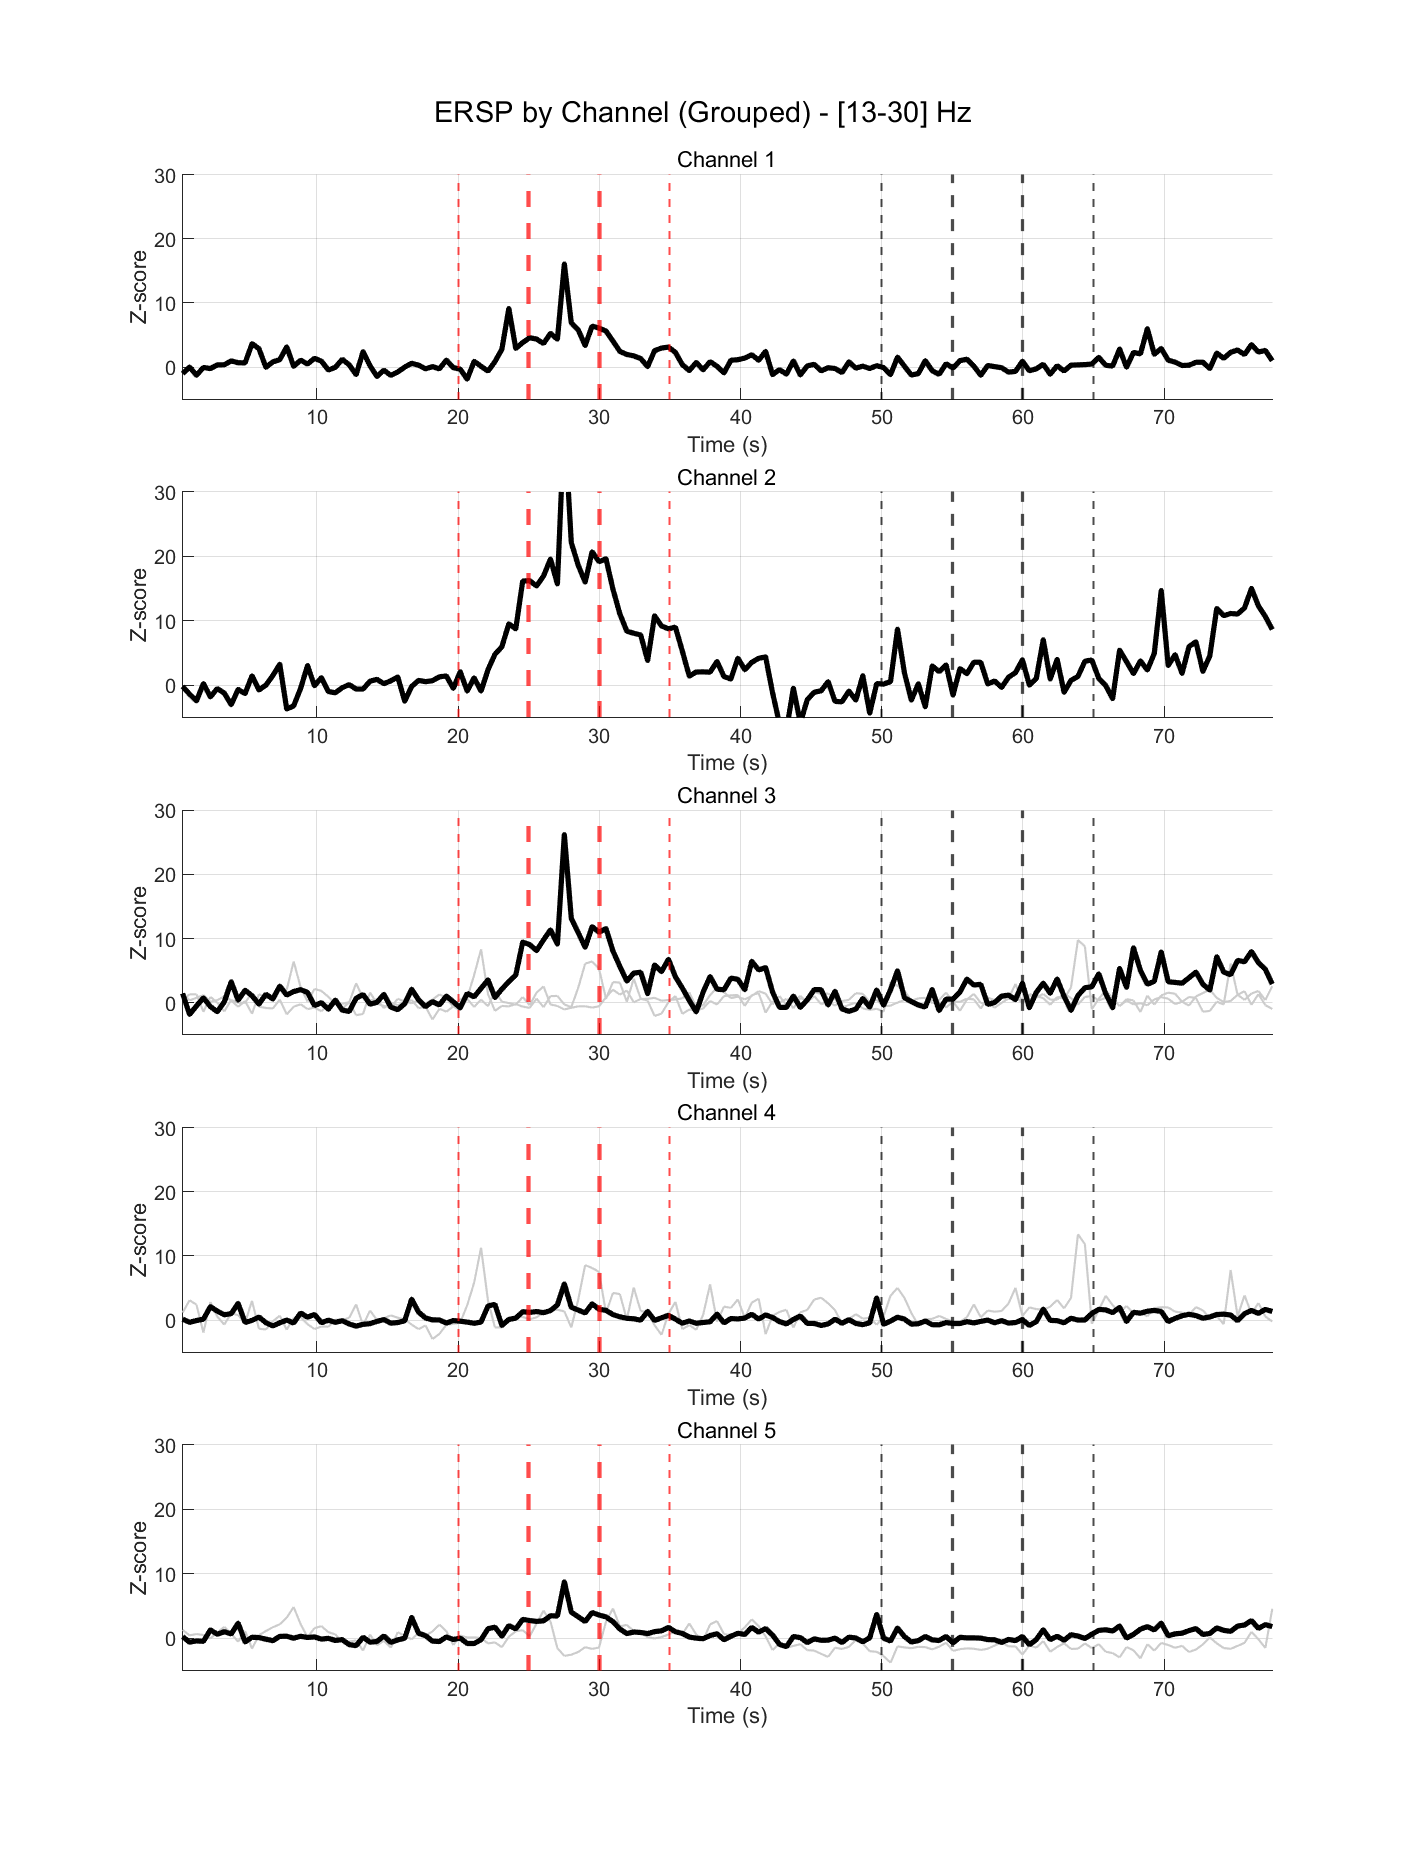 ERSP by Channel (Grouped) - [13-30] Hz
Channel 1
30
20
10
0
Z-score
10 20 30 40 50 60 70
Time (s)
Channel 2
30
20
10
0
Z-score
10 20 30 40 50 60 70
Time (s)
Channel 3
30
20
10
0
Z-score
10 20 30 40 50 60 70
Time (s)
Channel 4
30
20
10
0
Z-score
10 20 30 40 50 60 70
Time (s)
Channel 5
30
20
10
0
Z-score
10 20 30 40 50 60 70
Time (s)